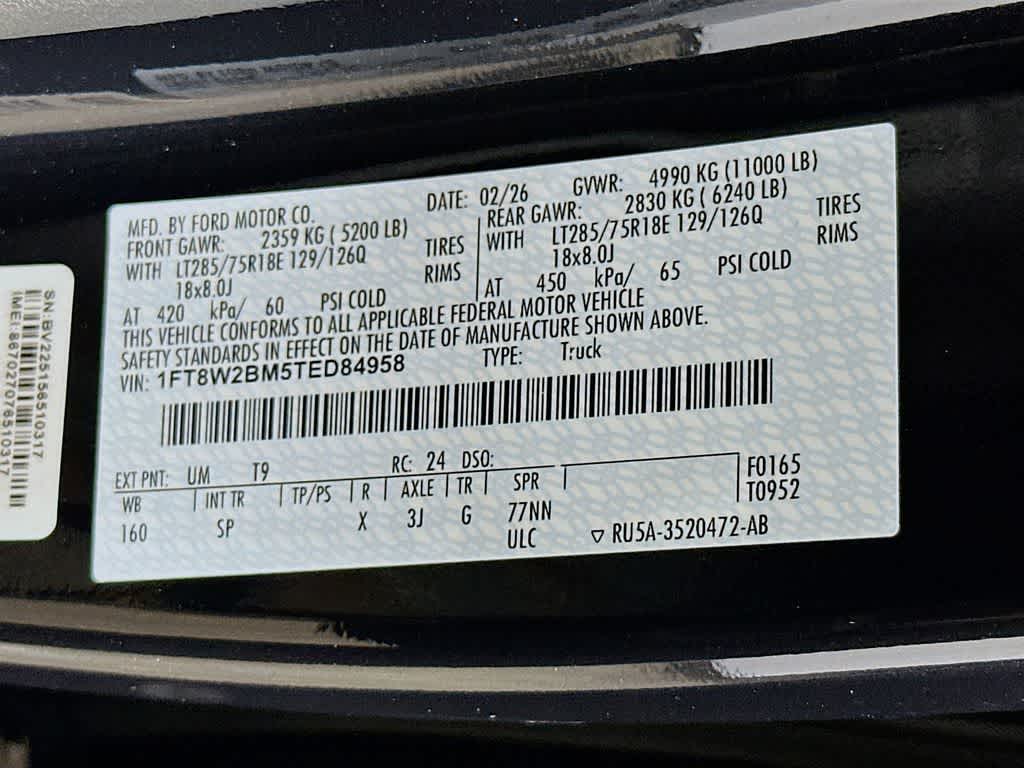 MFD. BY FORD MOTOR CO. DATE: 02/26 GVWR: 4990 KG (11000 LB)
FRONT GAWR: 2359 KG ( 5200 LB) REAR GAWR: 2830 KG ( 6240 LB)
WITH LT285/75R18E 129/126Q TIRES WITH LT285/75R18E 129/126Q TIRES
18x8.0J RIMS 18x8.0J RIMS
AT 420 kPa/ 60 PSI COLD AT 450 kPa/ 65 PSI COLD
THIS VEHICLE CONFORMS TO ALL APPLICABLE FEDERAL MOTOR VEHICLE
SAFETY STANDARDS IN EFFECT ON THE DATE OF MANUFACTURE SHOWN ABOVE.
VIN: 1FT8W2BM5TED84958 TYPE: Truck
EXT PNT: UM T9 RC: 24 DSO:
WB INT TR TP/PS R AXLE TR SPR F0165
160 SP X 3J G 77NN T0952
ULC ▽ RU5A-3520472-AB
SN:BV225156510317
IMEI:867027076510317